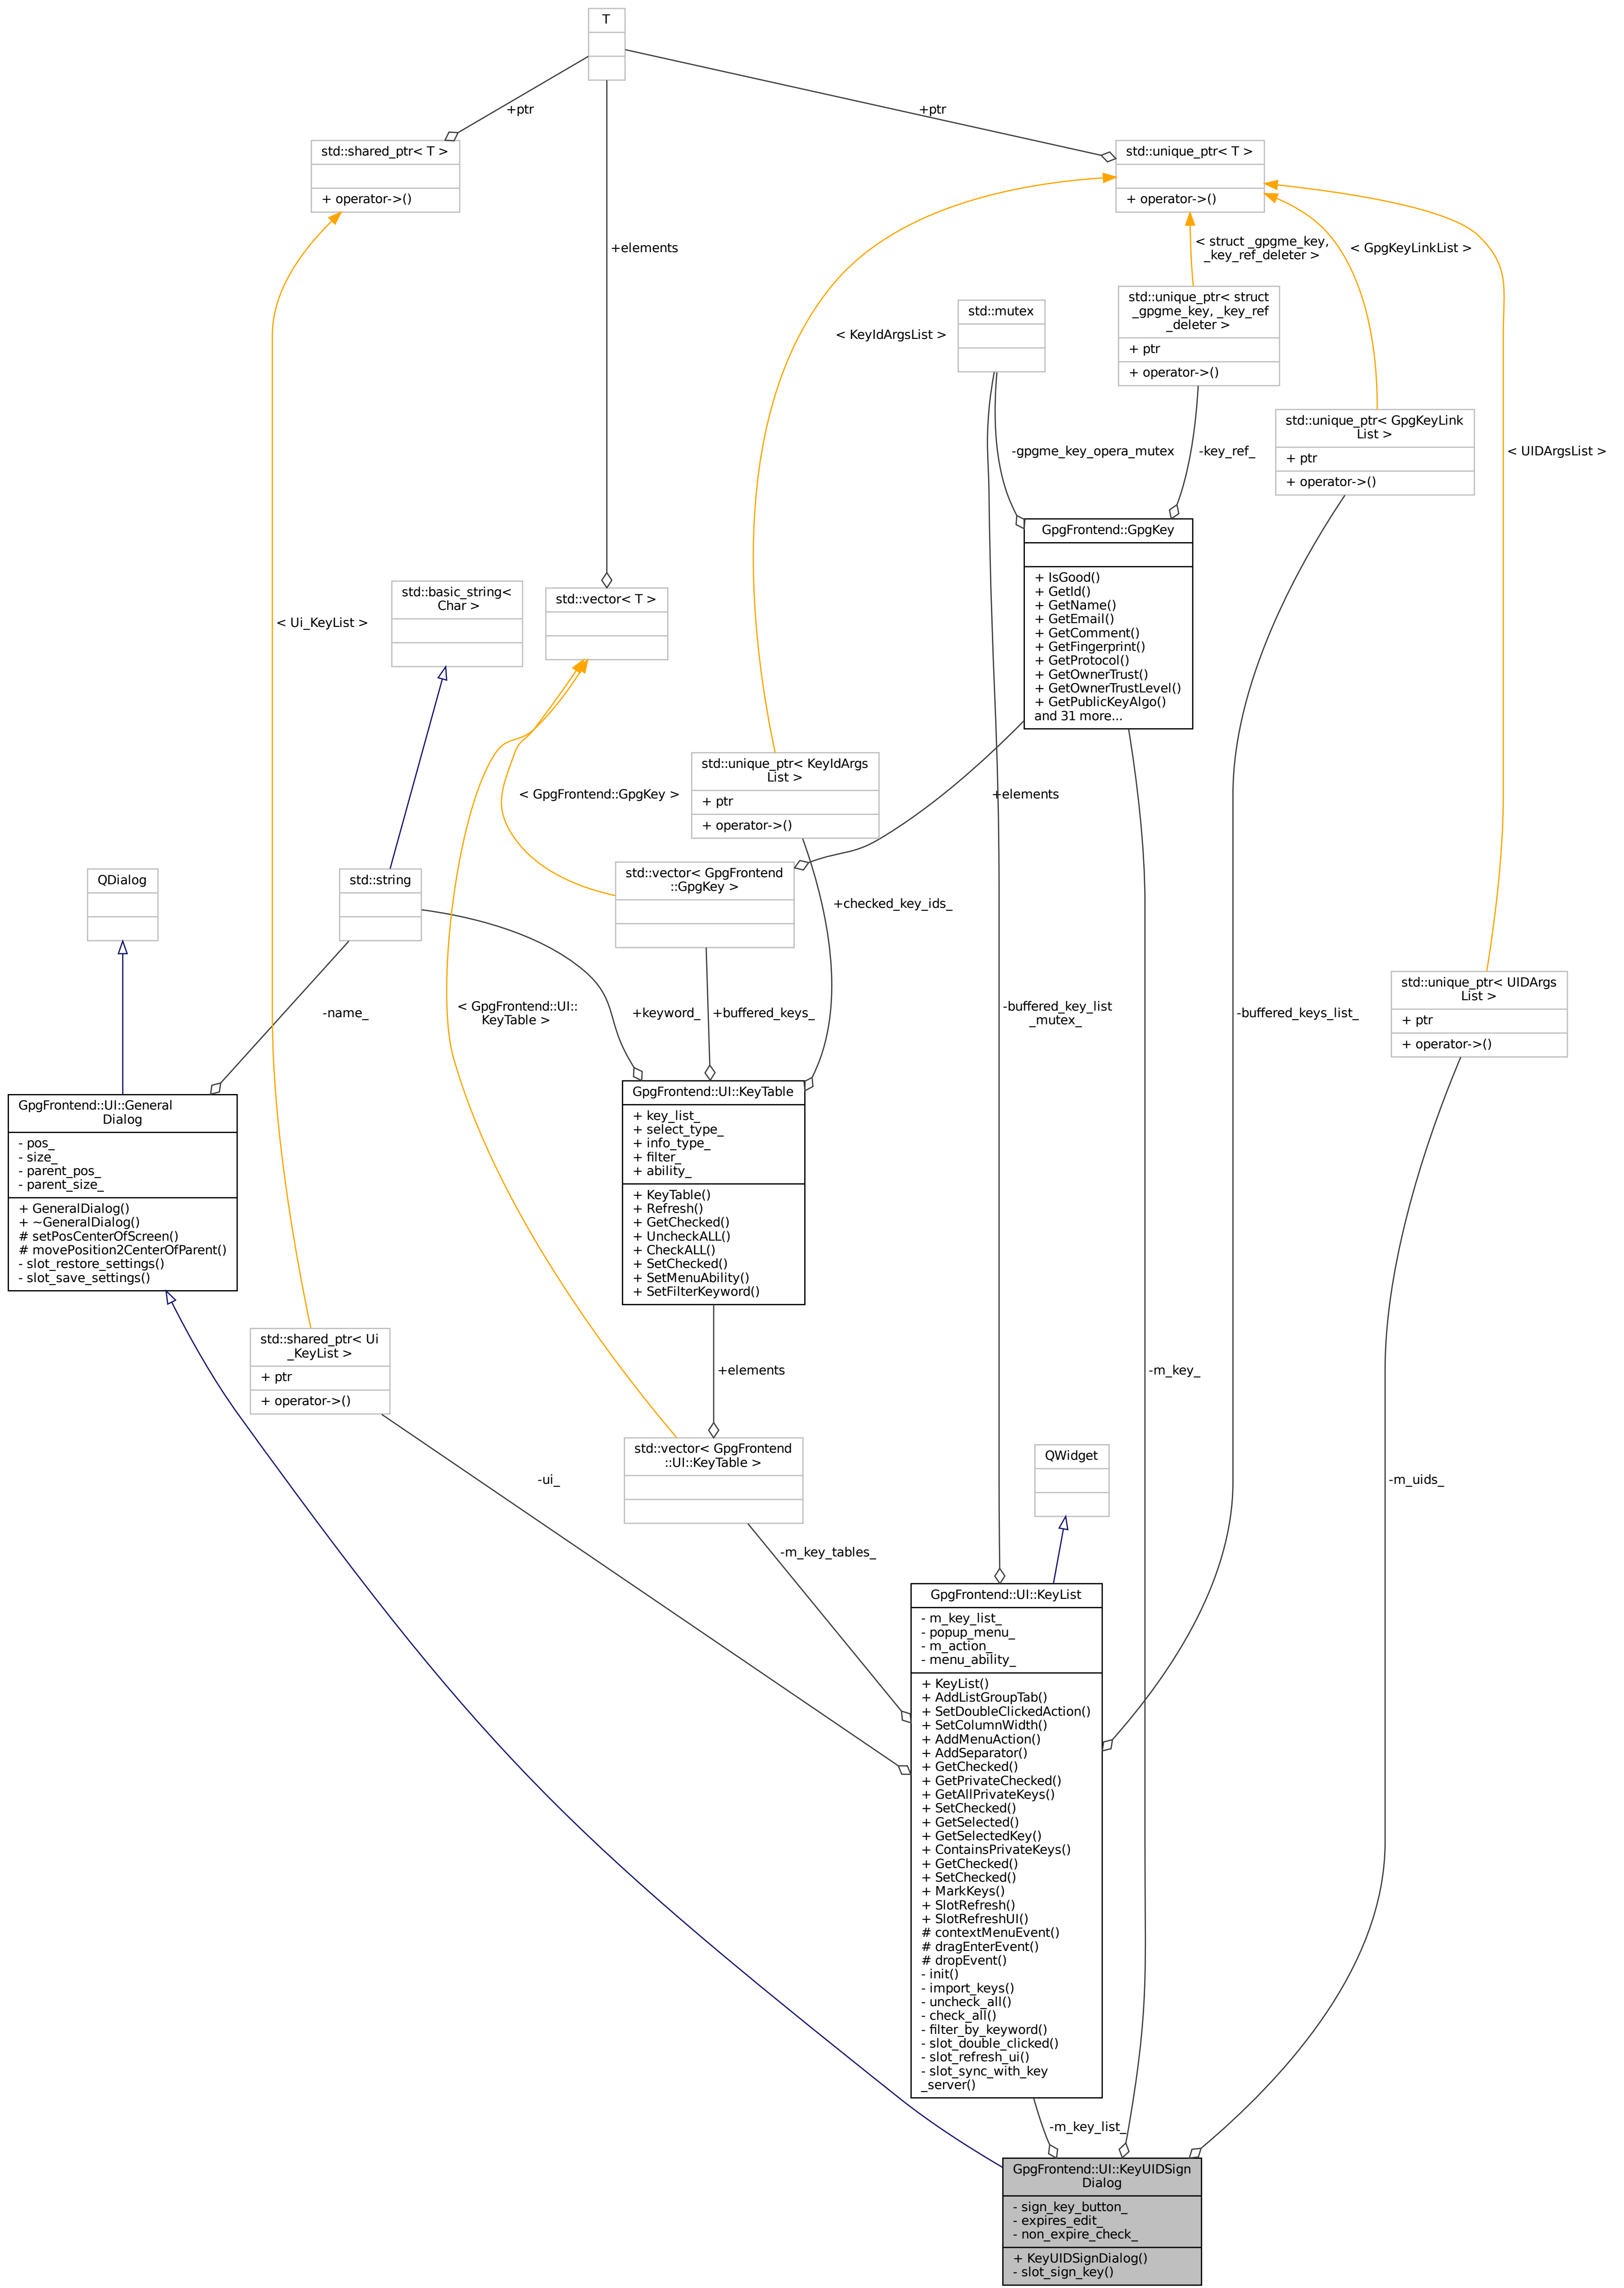 T
+ptr
+ptr
std::shared_ptr< T >
+ operator->()
std::unique_ptr< T >
+ operator->()
+elements
< struct _gpgme_key,
_key_ref_deleter >
< GpgKeyLinkList >
std::unique_ptr< struct
_gpgme_key, _key_ref
_deleter >
+ ptr
+ operator->()
std::mutex
< KeyIdArgsList >
std::unique_ptr< GpgKeyLink
List >
+ ptr
+ operator->()
-gpgme_key_opera_mutex
-key_ref_
< UIDArgsList >
GpgFrontend::GpgKey
+ IsGood()
+ GetId()
+ GetName()
+ GetEmail()
+ GetComment()
+ GetFingerprint()
+ GetProtocol()
+ GetOwnerTrust()
+ GetOwnerTrustLevel()
+ GetPublicKeyAlgo()
and 31 more...
std::basic_string<
Char >
std::vector< T >
< Ui_KeyList >
std::unique_ptr< KeyIdArgs
List >
+ ptr
+ operator->()
< GpgFrontend::GpgKey >
+elements
QDialog
std::string
std::vector< GpgFrontend
::GpgKey >
+checked_key_ids_
std::unique_ptr< UIDArgs
List >
+ ptr
+ operator->()
-name_
< GpgFrontend::UI::
KeyTable >
+keyword_
+buffered_keys_
-buffered_key_list
_mutex_
-buffered_keys_list_
GpgFrontend::UI::General
Dialog
- pos_
- size_
- parent_pos_
- parent_size_
+ GeneralDialog()
+ ~GeneralDialog()
# setPosCenterOfScreen()
# movePosition2CenterOfParent()
- slot_restore_settings()
- slot_save_settings()
GpgFrontend::UI::KeyTable
+ key_list_
+ select_type_
+ info_type_
+ filter_
+ ability_
+ KeyTable()
+ Refresh()
+ GetChecked()
+ UncheckALL()
+ CheckALL()
+ SetChecked()
+ SetMenuAbility()
+ SetFilterKeyword()
std::shared_ptr< Ui
_KeyList >
+ ptr
+ operator->()
+elements
-m_key_
std::vector< GpgFrontend
::UI::KeyTable >
QWidget
-ui_
-m_uids_
-m_key_tables_
GpgFrontend::UI::KeyList
- m_key_list_
- popup_menu_
- m_action_
- menu_ability_
+ KeyList()
+ AddListGroupTab()
+ SetDoubleClickedAction()
+ SetColumnWidth()
+ AddMenuAction()
+ AddSeparator()
+ GetChecked()
+ GetPrivateChecked()
+ GetAllPrivateKeys()
+ SetChecked()
+ GetSelected()
+ GetSelectedKey()
+ ContainsPrivateKeys()
+ GetChecked()
+ SetChecked()
+ MarkKeys()
+ SlotRefresh()
+ SlotRefreshUI()
# contextMenuEvent()
# dragEnterEvent()
# dropEvent()
- init()
- import_keys()
- uncheck_all()
- check_all()
- filter_by_keyword()
- slot_double_clicked()
- slot_refresh_ui()
- slot_sync_with_key
_server()
-m_key_list_
GpgFrontend::UI::KeyUIDSign
Dialog
- sign_key_button_
- expires_edit_
- non_expire_check_
+ KeyUIDSignDialog()
- slot_sign_key()